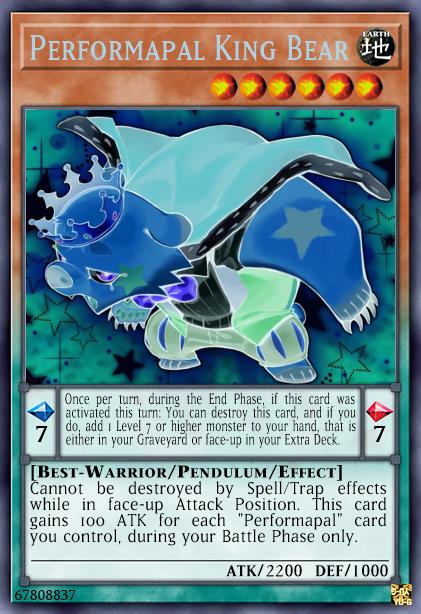 PERFORMAPAL KING BEAR
EARTH
地
Once per turn, during the End Phase, if this card was
activated this turn: You can destroy this card, and if you
do, add 1 Level 7 or higher monster to your hand, that is
either in your Graveyard or face-up in your Extra Deck.
7
7
[BEST-WARRIOR/PENDULUM/EFFECT]
Cannot be destroyed by Spell/Trap effects
while in face-up Attack Position. This card
gains 100 ATK for each "Performapal" card
you control, during your Battle Phase only.
ATK/2200 DEF/1000
67808837